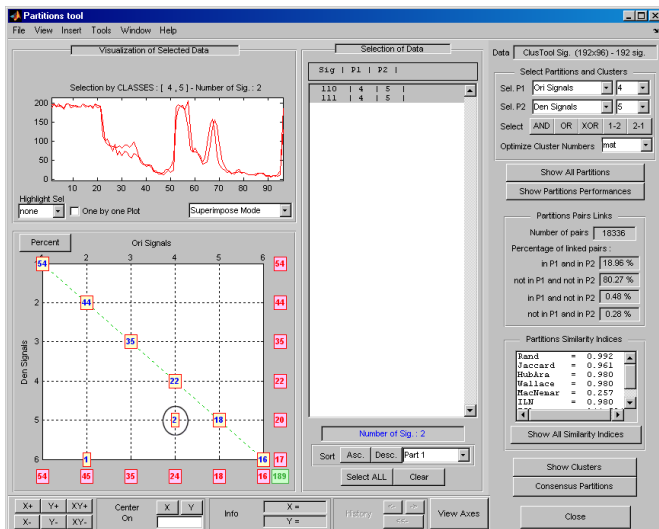 Partitions tool
File View Insert Tools Window Help
Visualization of Selected Data
Selection by CLASSES : [ 4 , 5 ] - Number of Sig. : 2
200
150
100
50
0
10 20 30 40 50 60 70 80 90
Highlight Sel
none
One by one Plot
Superimpose Mode
Percent
Ori Signals
1 2 3 4 5 6
54 54
2 44 44
3 35 35
Den Signals
4 22 22
5 2 18 20
6 1 16 17
54 45 35 24 18 16 189
Selection of Data
Sig | P1 | P2 |
110 | 4 | 5 |
111 | 4 | 5 |
Number of Sig. : 2
Sort Asc. Desc. Part 1
Select ALL Clear
Data ClusTool Sig. (192x96) - 192 sig.
Select Partitions and Clusters
Sel. P1 Ori Signals 4
Sel. P2 Den Signals 5
Select AND OR XOR 1-2 2-1
Optimize Cluster Numbers mat
Show All Partitions
Show Partitions Performances
Partitions Pairs Links
Number of pairs 18336
Percentage of linked pairs :
in P1 and in P2 18.96 %
not in P1 and not in P2 80.27 %
in P1 and not in P2 0.48 %
not in P1 and in P2 0.28 %
Partitions Similarity Indices
Rand = 0.992
Jaccard = 0.961
HubAra = 0.980
Wallace = 0.980
MacNemar = 0.257
ILN = 0.980
Show All Similarity Indices
Show Clusters
Consensus Partitions
Close
X+ Y+ XY+
X- Y- XY-
Center
On
X Y
Info
X =
Y =
History
<- ->
<<-
View Axes